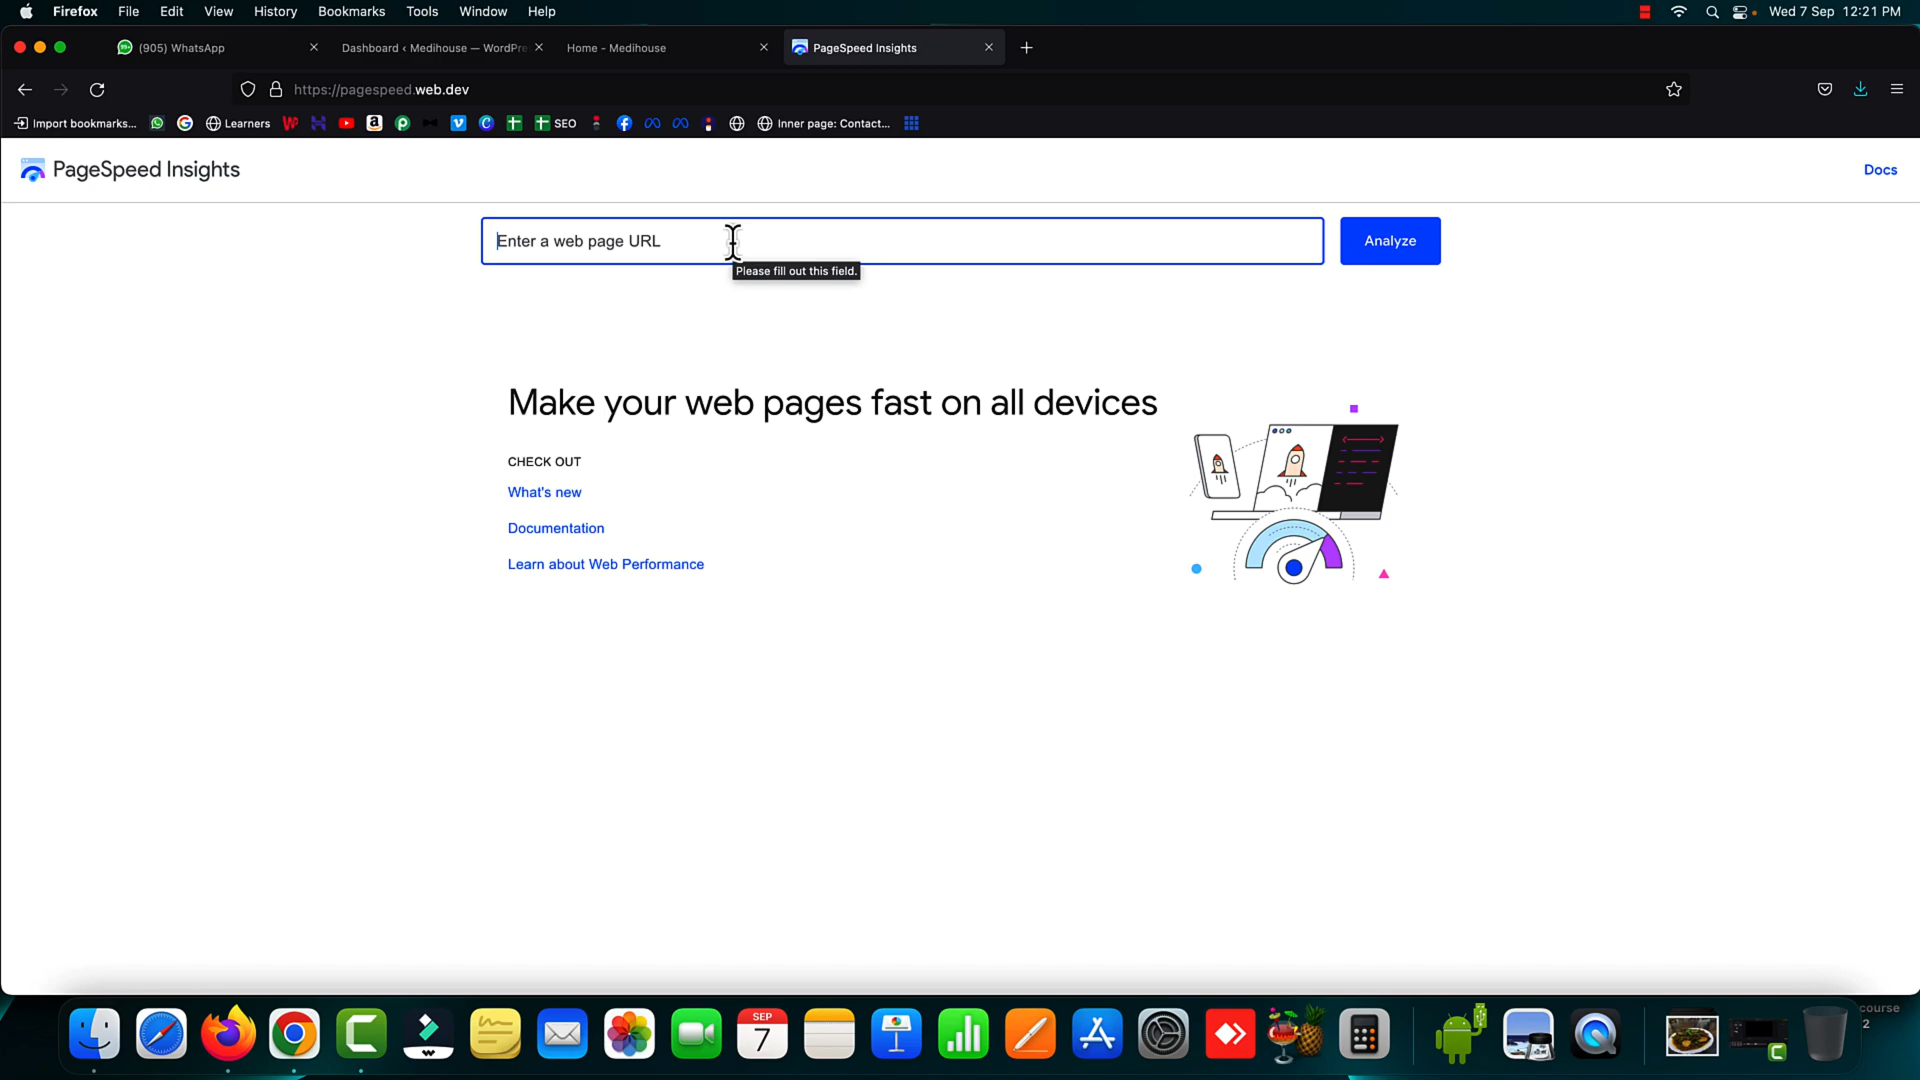 Firefox File Edit View History Bookmarks Tools Window Help Wed 7 Sep 12:21 PM
(905) WhatsApp Dashboard ‹ Medihouse — WordPre Home - Medihouse PageSpeed Insights
https://pagespeed.web.dev
Import bookmarks... Learners SEO Inner page: Contact...
PageSpeed Insights Docs
Enter a web page URL Analyze
Please fill out this field.
Make your web pages fast on all devices
CHECK OUT
What's new
Documentation
Learn about Web Performance
SEP
7
course
2